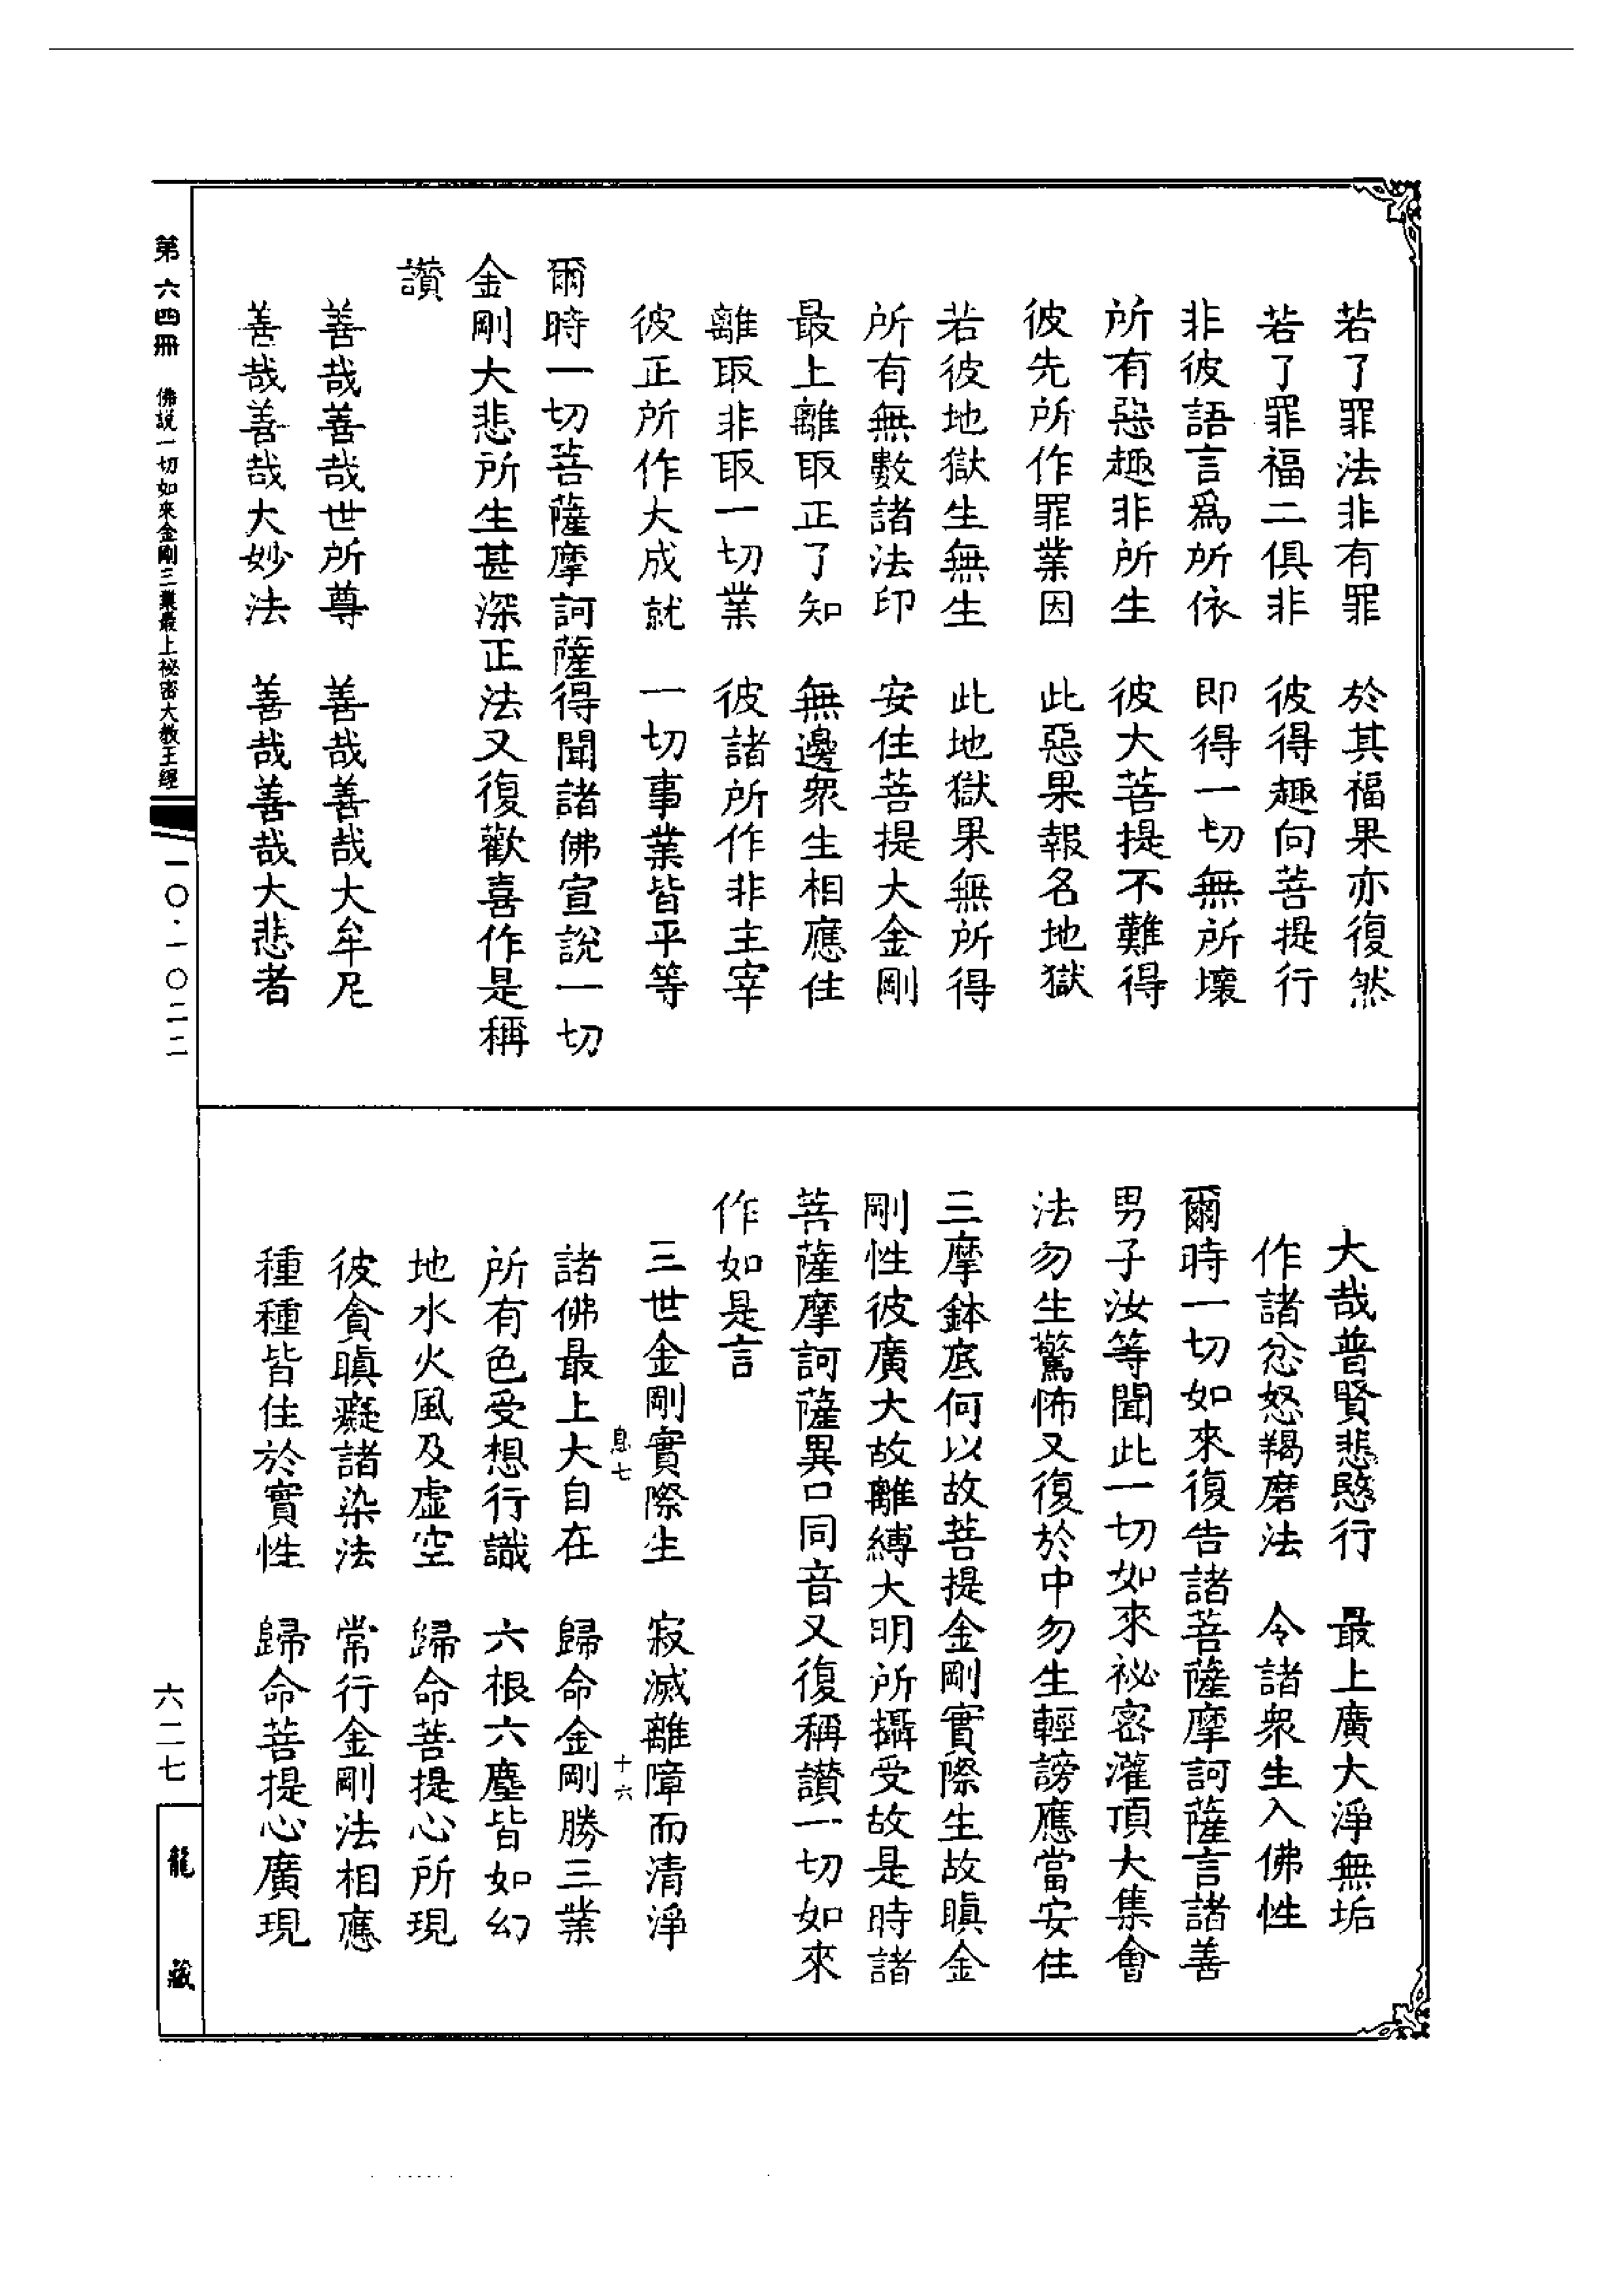 若了罪法非有罪　於其福果亦復然
若了罪福二俱非　彼得趣向菩提行
非彼語言爲所依　即得一切無所壞
所有惡趣非所生　彼大菩提不難得
彼先所作罪業因　此惡果報名地獄
若彼地獄生無生　此地獄果無所得
所有無數諸法印　安住菩提大金剛
最上離取正了知　無邊衆生相應住
離取非取一切業　彼諸所作非主宰
彼正所作大成就　一切事業皆平等
爾時一切菩薩摩訶薩得聞諸佛宣說一切
金剛大悲所生甚深正法又復歡喜作是稱
讚
善哉善哉世所尊　善哉善哉大牟尼
善哉善哉大妙法　善哉善哉大悲者
大哉普賢悲愍行　最上廣大淨無垢
作諸忿怒羯磨法　令諸衆生入佛性
爾時一切如來復告諸菩薩摩訶薩言諸善
男子汝等聞此一切如來祕密灌頂大集會
法勿生驚怖又復於中勿生輕謗應當安住
三摩鉢底何以故菩提金剛實際生故瞋金
剛性彼廣大故離縛大明所攝受故是時諸
菩薩摩訶薩異口同音又復稱讚一切如來
作如是言
三世金剛實際生　寂滅離障而清淨
息七　十六
諸佛最上大自在　歸命金剛勝三業
所有色受想行識　六根六塵皆如幻
地水火風及虛空　歸命菩提心所現
彼貪瞋癡諸染法　常行金剛法相應
種種皆住於實性　歸命菩提心廣現
第六四冊　佛説一切如來金剛三業最上祕密大教王經　一〇·一〇二二
六二七
龍藏